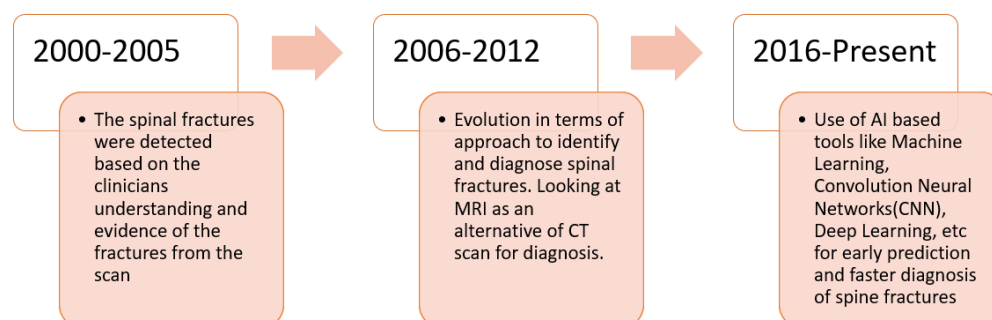 2000-2005
• The spinal fractures
were detected
based on the
clinicians
understanding and
evidence of the
fractures from the
scan
2006-2012
• Evolution in terms of
approach to identify
and diagnose spinal
fractures. Looking at
MRI as an
alternative of CT
scan for diagnosis.
2016-Present
• Use of AI based
tools like Machine
Learning,
Convolution Neural
Networks(CNN),
Deep Learning, etc
for early prediction
and faster diagnosis
of spine fractures